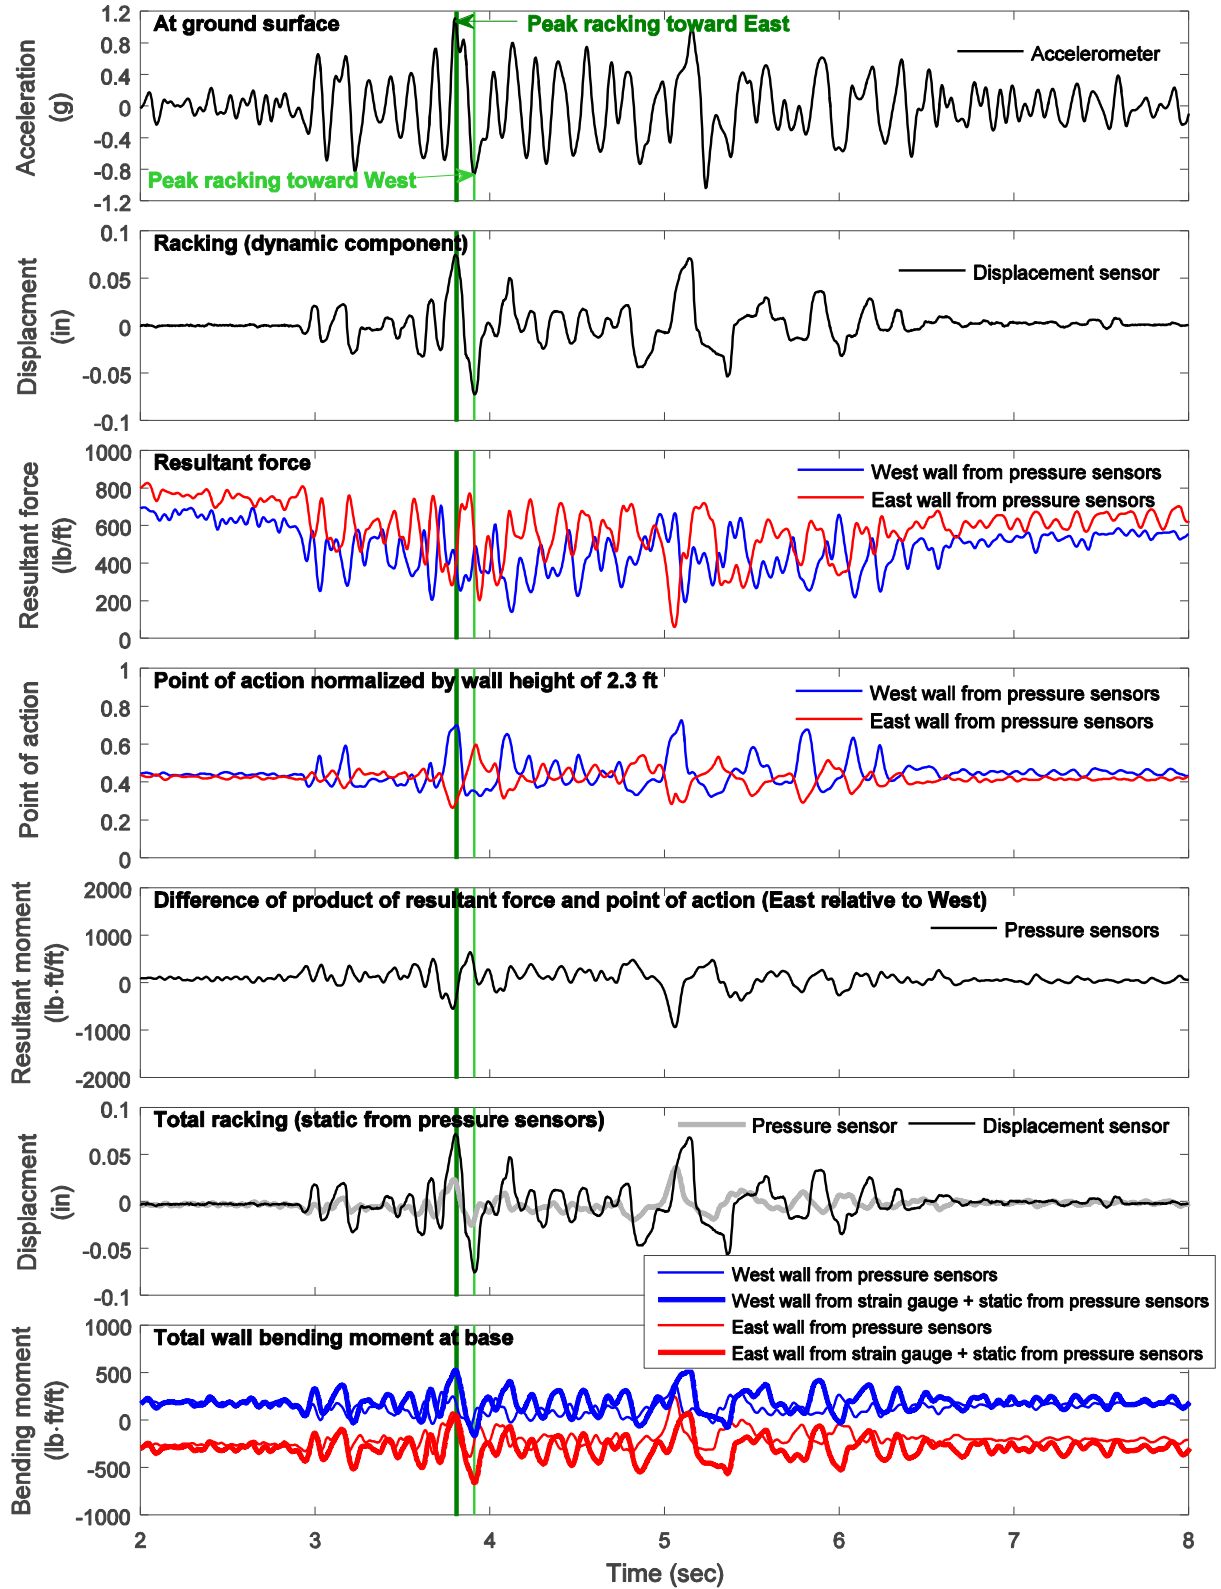 At ground surface
Peak racking toward East
Accelerometer
Peak racking toward West
Acceleration
(g)
1.2
0.8
0.4
0
-0.4
-0.8
-1.2
Racking (dynamic component)
Displacement sensor
Displacment
(in)
0.1
0.05
0
-0.05
-0.1
Resultant force
West wall from pressure sensors
East wall from pressure sensors
Resultant force
(lb/ft)
1000
800
600
400
200
0
Point of action normalized by wall height of 2.3 ft
West wall from pressure sensors
East wall from pressure sensors
Point of action
1
0.8
0.6
0.4
0.2
0
Difference of product of resultant force and point of action (East relative to West)
Pressure sensors
Resultant moment
(lb·ft/ft)
2000
1000
0
-1000
-2000
Total racking (static from pressure sensors)
Pressure sensor
Displacement sensor
Displacment
(in)
0.1
0.05
0
-0.05
-0.1
West wall from pressure sensors
West wall from strain gauge + static from pressure sensors
East wall from pressure sensors
East wall from strain gauge + static from pressure sensors
Total wall bending moment at base
Bending moment
(lb·ft/ft)
1000
500
0
-500
-1000
2 3 4 5 6 7 8
Time (sec)